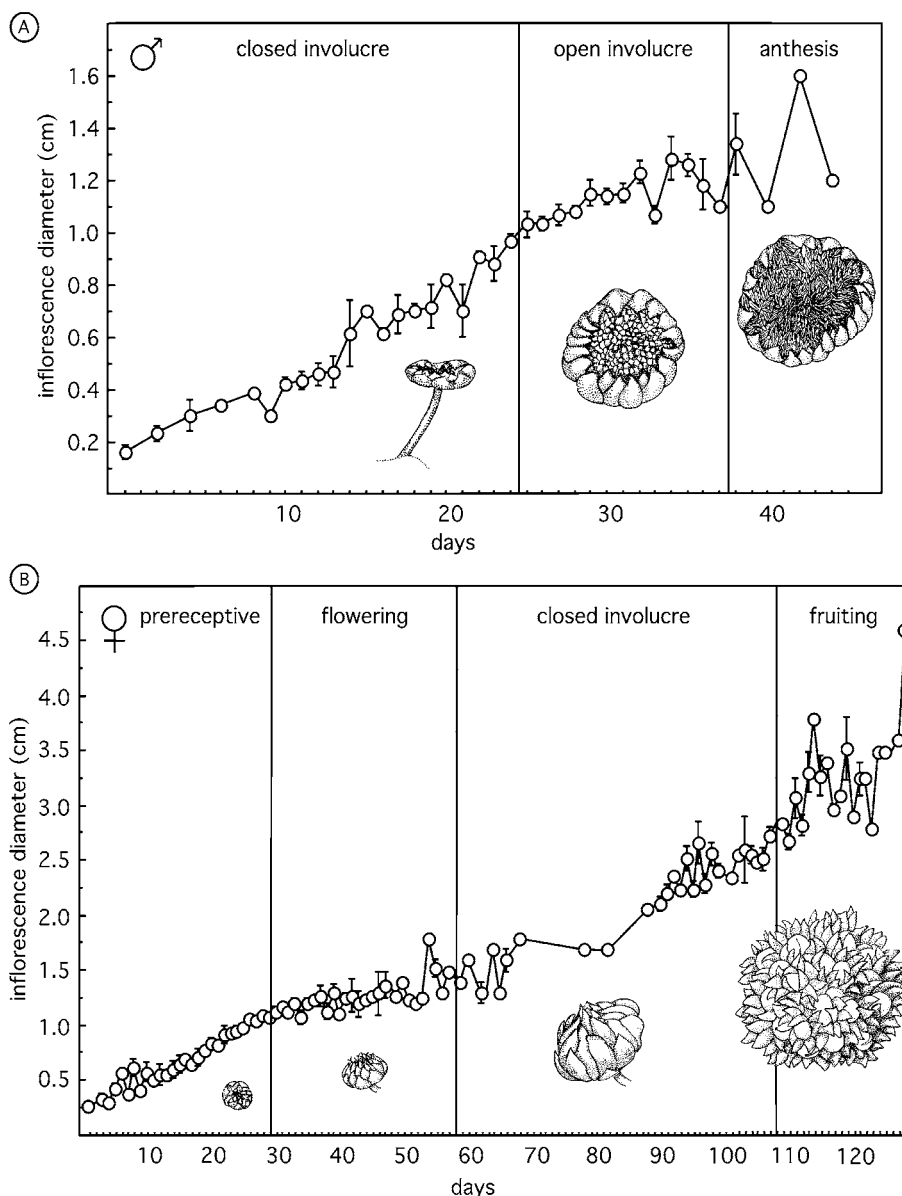 A
♂
closed involucre open involucre anthesis
inflorescence diameter (cm)
1.6
1.4
1.2
1.0
0.8
0.6
0.4
0.2
10 20 30 40
days
B
♀
prereceptive flowering closed involucre fruiting
inflorescence diameter (cm)
4.5
4.0
3.5
3.0
2.5
2.0
1.5
1.0
0.5
10 20 30 40 50 60 70 80 90 100 110 120
days